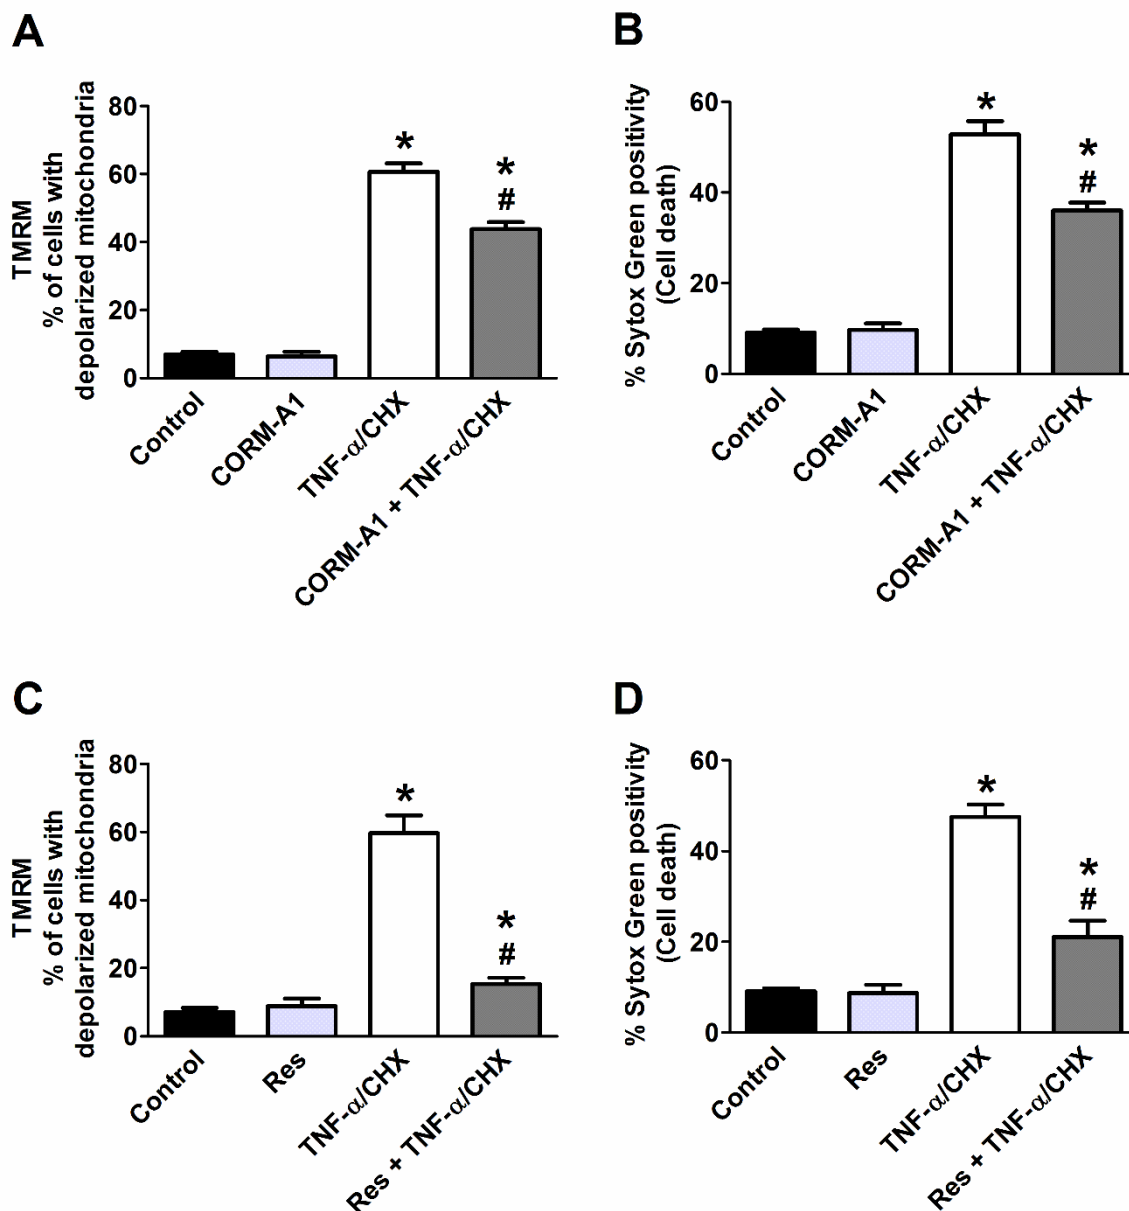 A
TMRM
% of cells with
depolarized mitochondria
80
60
40
20
0
*
*
#
Control
CORM-A1
TNF-α/CHX
CORM-A1 + TNF-α/CHX
B
% Sytox Green positivity
(Cell death)
60
40
20
0
*
*
#
Control
CORM-A1
TNF-α/CHX
CORM-A1 + TNF-α/CHX
C
TMRM
% of cells with
depolarized mitochondria
80
60
40
20
0
*
*
#
Control
Res
TNF-α/CHX
Res + TNF-α/CHX
D
% Sytox Green positivity
(Cell death)
60
40
20
0
*
*
#
Control
Res
TNF-α/CHX
Res + TNF-α/CHX